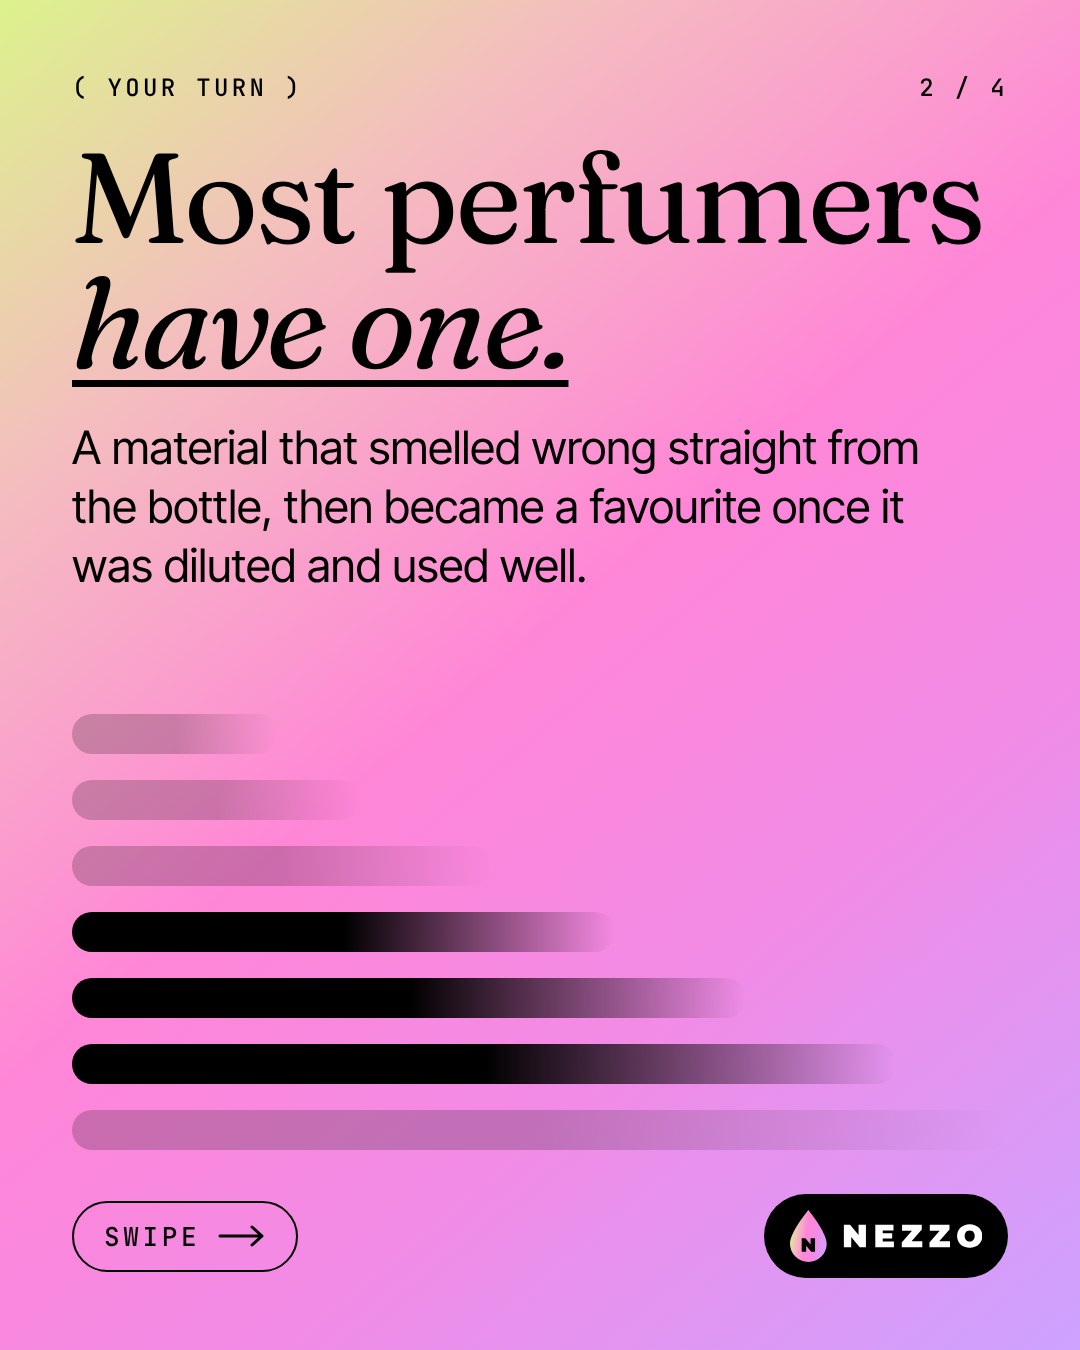 ( YOUR TURN )
2 / 4
Most perfumers
have one.
A material that smelled wrong straight from
the bottle, then became a favourite once it
was diluted and used well.
SWIPE →
N NEZZO